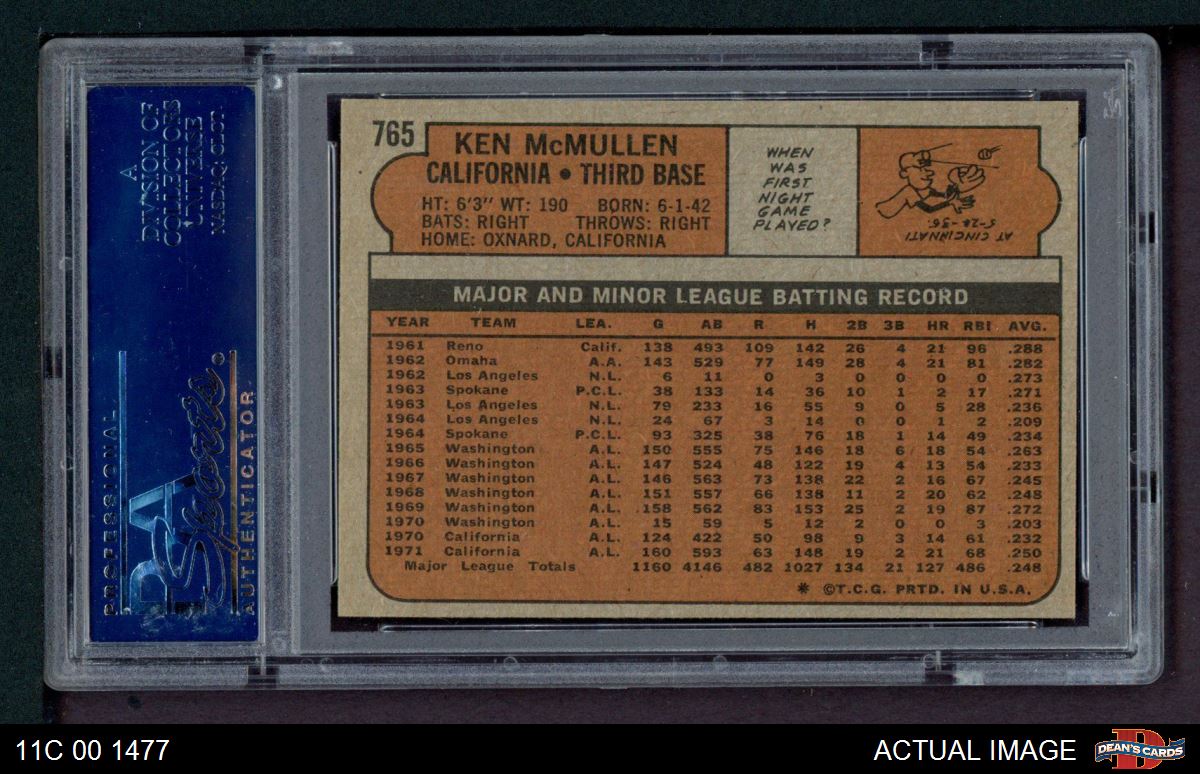 A
DIVISION OF
COLLECTORS
UNIVERSE
NASDAQ: CLCT
PROFESSIONAL
PSA
Sports
AUTHENTICATOR
765
KEN McMULLEN
CALIFORNIA • THIRD BASE
HT: 6'3" WT: 190 BORN: 6-1-42
BATS: RIGHT THROWS: RIGHT
HOME: OXNARD, CALIFORNIA
WHEN
WAS
FIRST
NIGHT
GAME
PLAYED?
AT CINCINNATI
5-24-36.
MAJOR AND MINOR LEAGUE BATTING RECORD
YEAR TEAM LEA. G AB R H 2B 3B HR RBI AVG.
1961 Reno Calif. 138 493 109 142 26 4 21 96 .288
1962 Omaha A.A. 143 529 77 149 28 4 21 81 .282
1962 Los Angeles N.L. 6 11 0 3 0 0 0 0 .273
1963 Spokane P.C.L. 38 133 14 36 10 1 2 17 .271
1963 Los Angeles N.L. 79 233 16 55 9 0 5 28 .236
1964 Los Angeles N.L. 24 67 3 14 0 0 1 2 .209
1964 Spokane P.C.L. 93 325 38 76 18 1 14 49 .234
1965 Washington A.L. 150 555 75 146 18 6 18 54 .263
1966 Washington A.L. 147 524 48 122 19 4 13 54 .233
1967 Washington A.L. 146 563 73 138 22 2 16 67 .245
1968 Washington A.L. 151 557 66 138 11 2 20 62 .248
1969 Washington A.L. 158 562 83 153 25 2 19 87 .272
1970 Washington A.L. 15 59 5 12 2 0 0 3 .203
1970 California A.L. 124 422 50 98 9 3 14 61 .232
1971 California A.L. 160 593 63 148 19 2 21 68 .250
Major League Totals 1160 4146 482 1027 134 21 127 486 .248
* ©T.C.G. PRTD. IN U.S.A.
11C 00 1477
ACTUAL IMAGE
DEAN'S CARDS